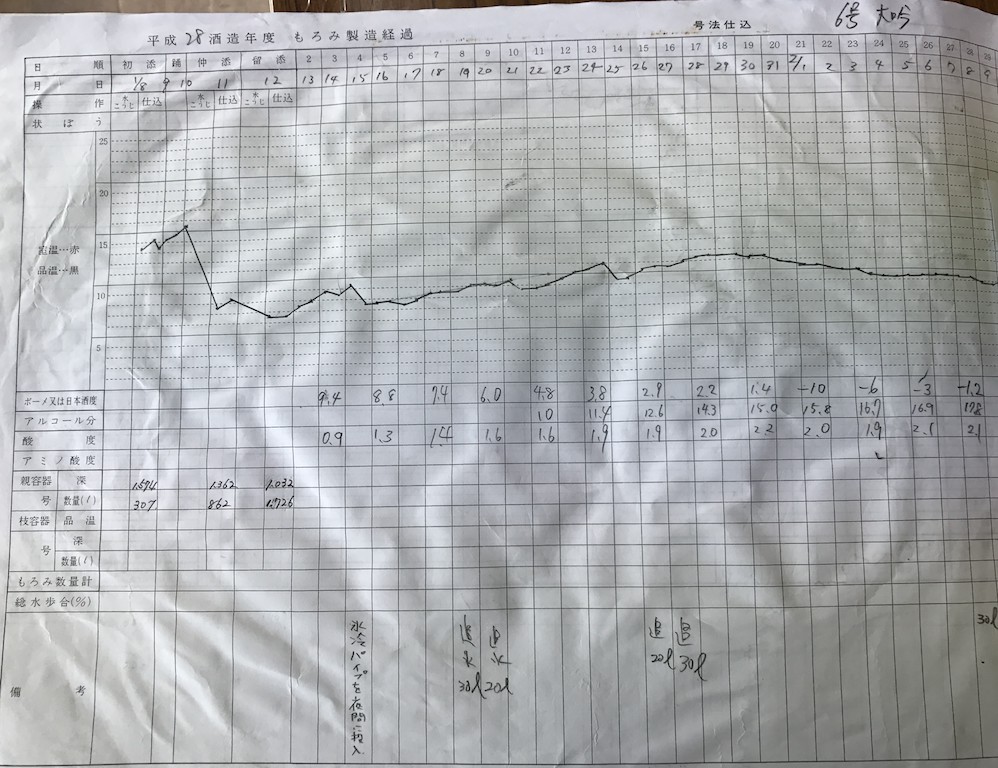 6号 大吟
平成 28 酒造年度 もろみ製造経過 号法仕込
日 順 初 添 踊 仲 添 留 添 2 3 4 5 6 7 8 9 10 11 12 13 14 15 16 17 18 19 20 21 22 23 24 25 26 27 28
月 日 1/8 9 10 11 12 13 14 15 16 17 18 19 20 21 22 23 24 25 26 27 28 29 30 31 2/1 2 3 4 5 6 7 8 9
操 作 水こうじ 仕込 水こうじ 仕込 水こうじ 仕込
状 ぼ う
25
20
15
室温…赤
品温…黒
10
5
ボーメ又は日本酒度 9.4 8.8 7.4 6.0 4.8 3.8 2.9 2.2 1.4 -10 -6 -3 -1.2
アルコール分 10 11.4 12.6 14.3 15.0 15.8 16.7 16.9 17.8
酸 度 0.9 1.3 1.4 1.6 1.6 1.9 1.9 2.0 2.2 2.0 1.9 2.1 2.1
アミノ酸度
親容器 深 1.574 1.362 1.032
号 数量(ℓ) 307 862 1.726
枝容器 品 温
号 深
数量(ℓ)
もろみ数量計
総水歩合(%)
備 考
氷冷パイプを夜間に投入
追水 30ℓ
追水 20ℓ
追 20ℓ
追 30ℓ
30ℓ